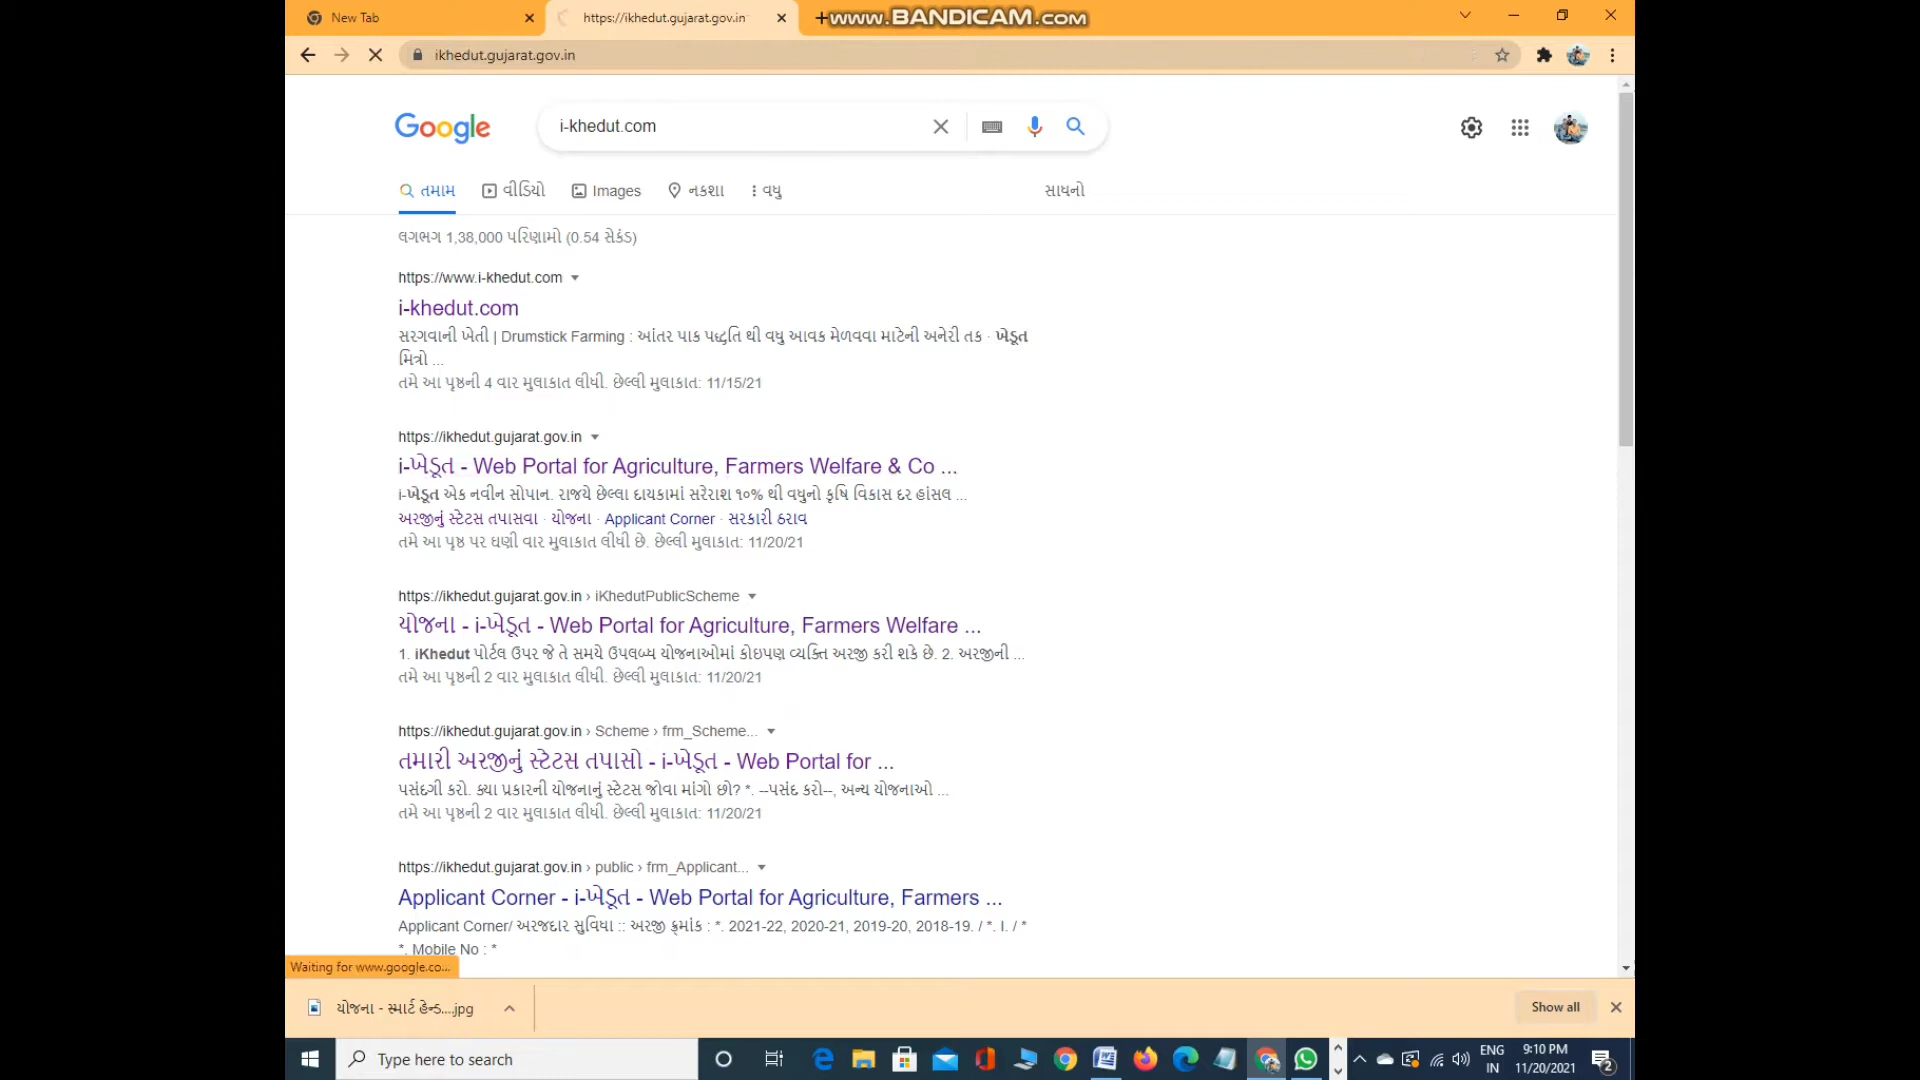 New Tab
https://ikhedut.gujarat.gov.in
www.BANDICAM.com
ikhedut.gujarat.gov.in
Google
i-khedut.com
તમામ
વીડિયો
Images
નકશા
વધુ
સાધનો
લગભગ 1,38,000 પરિણામો (0.54 સેકંડ)
https://www.i-khedut.com
i-khedut.com
સરગવાની ખેતી | Drumstick Farming : આંતર પાક પદ્ધતિ થી વધુ આવક મેળવવા માટેની અનેરી તક · ખેડૂત
મિત્રો ...
તમે આ પૃષ્ઠની 4 વાર મુલાકાત લીધી. છેલ્લી મુલાકાત: 11/15/21
https://ikhedut.gujarat.gov.in
i-ખેડૂત - Web Portal for Agriculture, Farmers Welfare & Co ...
i-ખેડૂત એક નવીન સોપાન. રાજ્યે છેલ્લા દાયકામાં સરેરાશ ૧૦% થી વધુનો કૃષિ વિકાસ દર હાંસલ ...
અરજીનું સ્ટેટસ તપાસવા · યોજના · Applicant Corner · સરકારી ઠરાવ
તમે આ પૃષ્ઠ પર ઘણી વાર મુલાકાત લીધી છે. છેલ્લી મુલાકાત: 11/20/21
https://ikhedut.gujarat.gov.in › iKhedutPublicScheme
યોજના - i-ખેડૂત - Web Portal for Agriculture, Farmers Welfare ...
1. iKhedut પોર્ટલ ઉપર જે તે સમયે ઉપલબ્ધ યોજનાઓમાં કોઇપણ વ્યક્તિ અરજી કરી શકે છે. 2. અરજીની ...
તમે આ પૃષ્ઠની 2 વાર મુલાકાત લીધી. છેલ્લી મુલાકાત: 11/20/21
https://ikhedut.gujarat.gov.in › Scheme › frm_Scheme...
તમારી અરજીનું સ્ટેટસ તપાસો - i-ખેડૂત - Web Portal for ...
પસંદગી કરો. ક્યા પ્રકારની યોજનાનું સ્ટેટસ જોવા માંગો છો? *. --પસંદ કરો--, અન્ય યોજનાઓ ...
તમે આ પૃષ્ઠની 2 વાર મુલાકાત લીધી. છેલ્લી મુલાકાત: 11/20/21
https://ikhedut.gujarat.gov.in › public › frm_Applicant...
Applicant Corner - i-ખેડૂત - Web Portal for Agriculture, Farmers ...
Applicant Corner/ અરજદાર સુવિધા :: અરજી ક્ર્માંક : *. 2021-22, 2020-21, 2019-20, 2018-19. / *. I. / *
*. Mobile No : *
Waiting for www.google.co...
યોજના - સ્માર્ટ હેન્ડ....jpg
Show all
Type here to search
ENG
IN
9:10 PM
11/20/2021
2